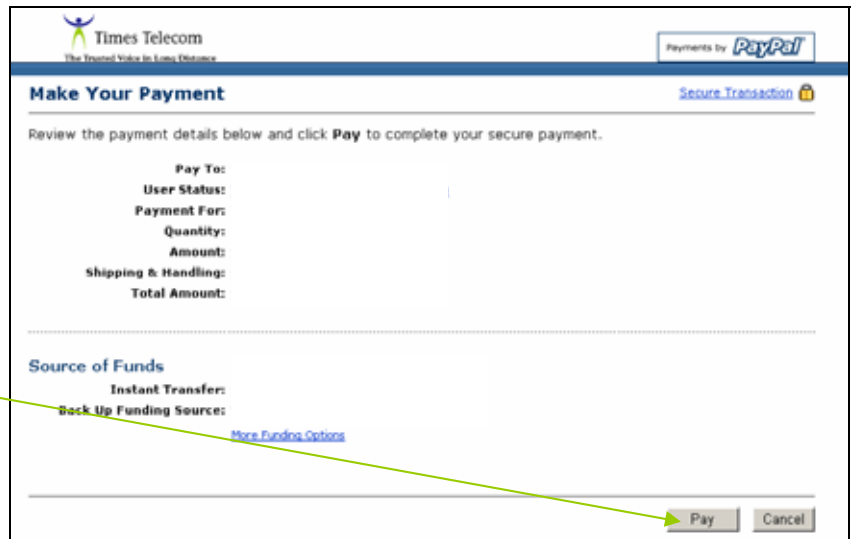 Times Telecom
The Trusted Voice in Long Distance
Payments by PayPal
Make Your Payment
Secure Transaction
Review the payment details below and click Pay to complete your secure payment.
Pay To:
User Status:
Payment For:
Quantity:
Amount:
Shipping & Handling:
Total Amount:
Source of Funds
Instant Transfer:
Back Up Funding Source:
More Funding Options
Pay Cancel